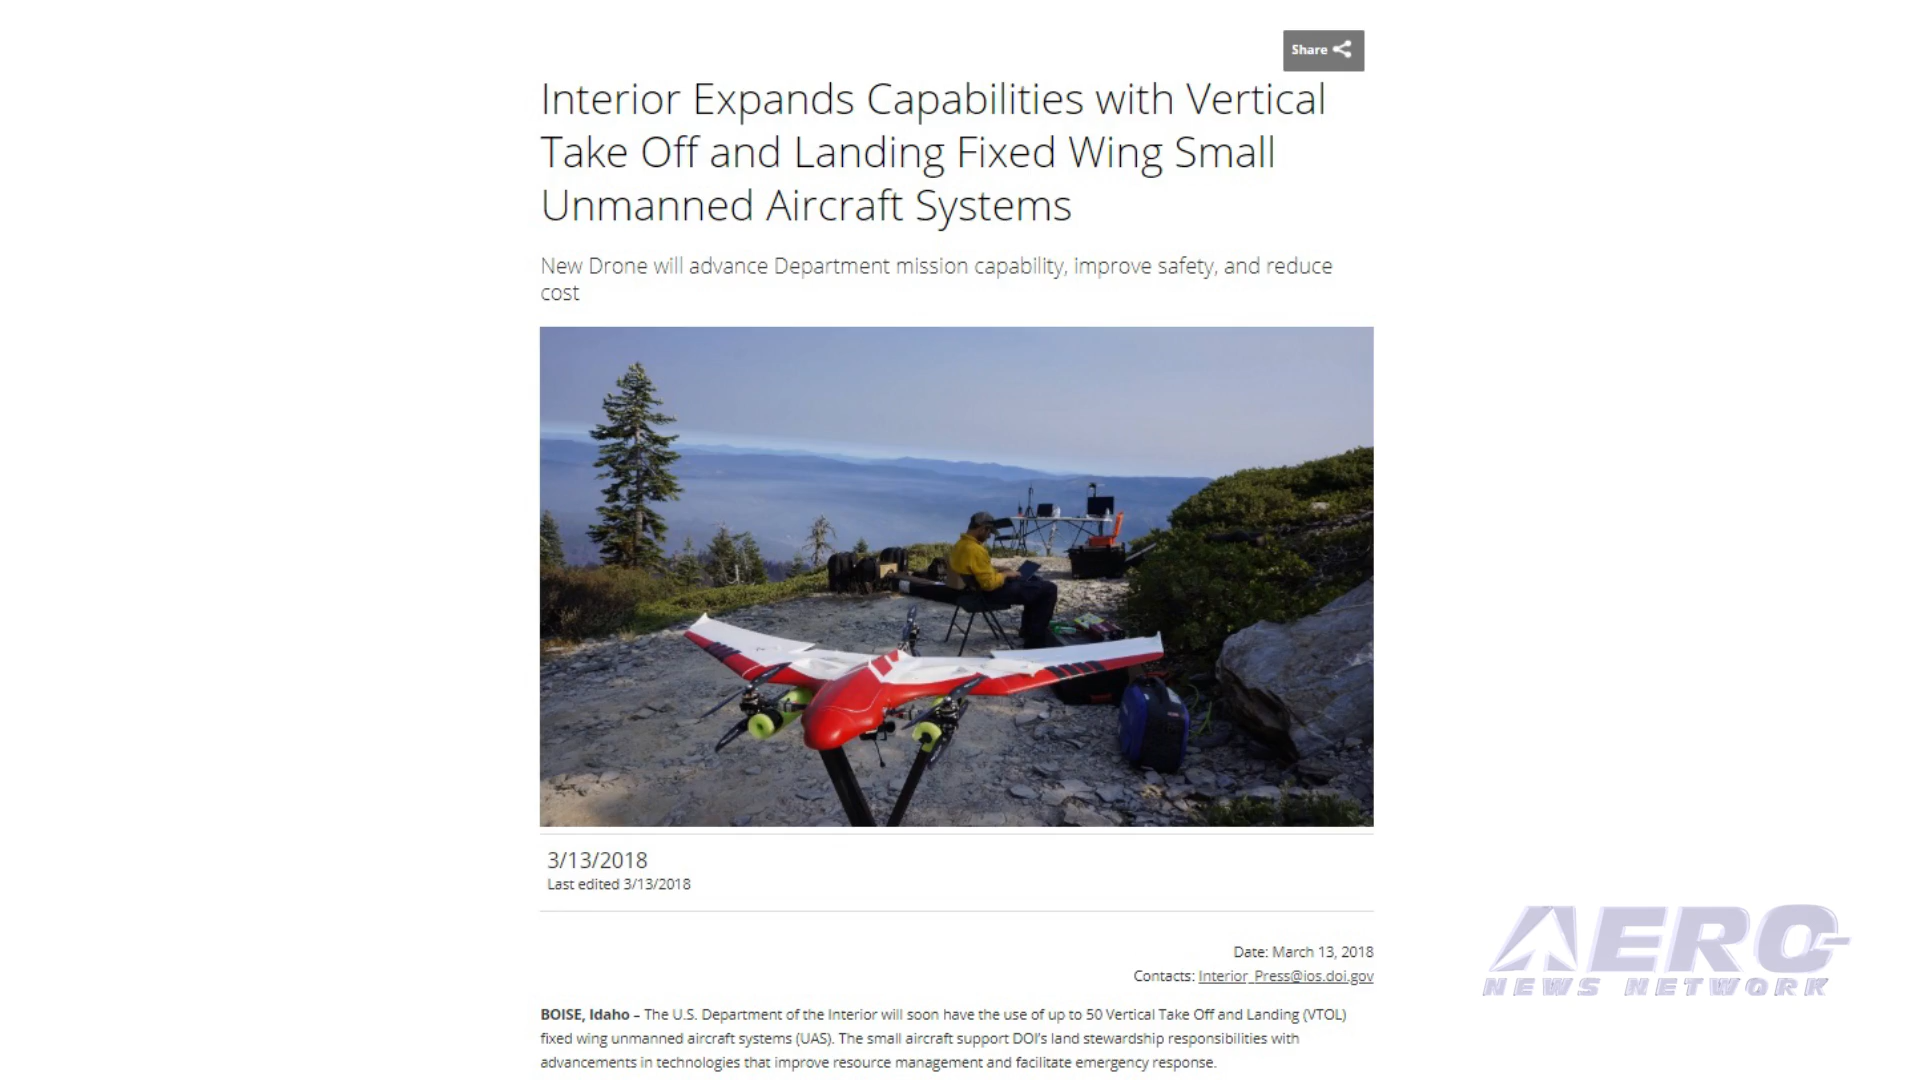 Share
Interior Expands Capabilities with Vertical
Take Off and Landing Fixed Wing Small
Unmanned Aircraft Systems
New Drone will advance Department mission capability, improve safety, and reduce
cost
3/13/2018
Last edited 3/13/2018
Date: March 13, 2018
Contacts: Interior_Press@ios.doi.gov
BOISE, Idaho – The U.S. Department of the Interior will soon have the use of up to 50 Vertical Take Off and Landing (VTOL)
fixed wing unmanned aircraft systems (UAS). The small aircraft support DOI's land stewardship responsibilities with
advancements in technologies that improve resource management and facilitate emergency response.
AERO-
NEWS NETWORK